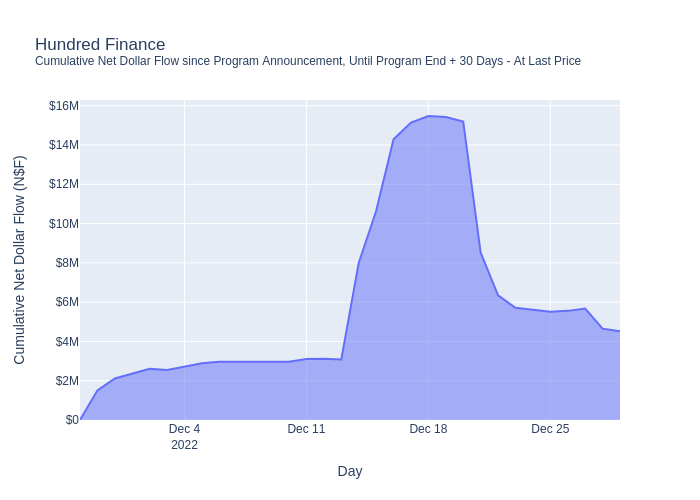 Hundred Finance
Cumulative Net Dollar Flow since Program Announcement, Until Program End + 30 Days - At Last Price
$16M
$14M
$12M
$10M
$8M
$6M
$4M
$2M
$0
Cumulative Net Dollar Flow (N$F)
Dec 4
2022
Dec 11
Dec 18
Dec 25
Day